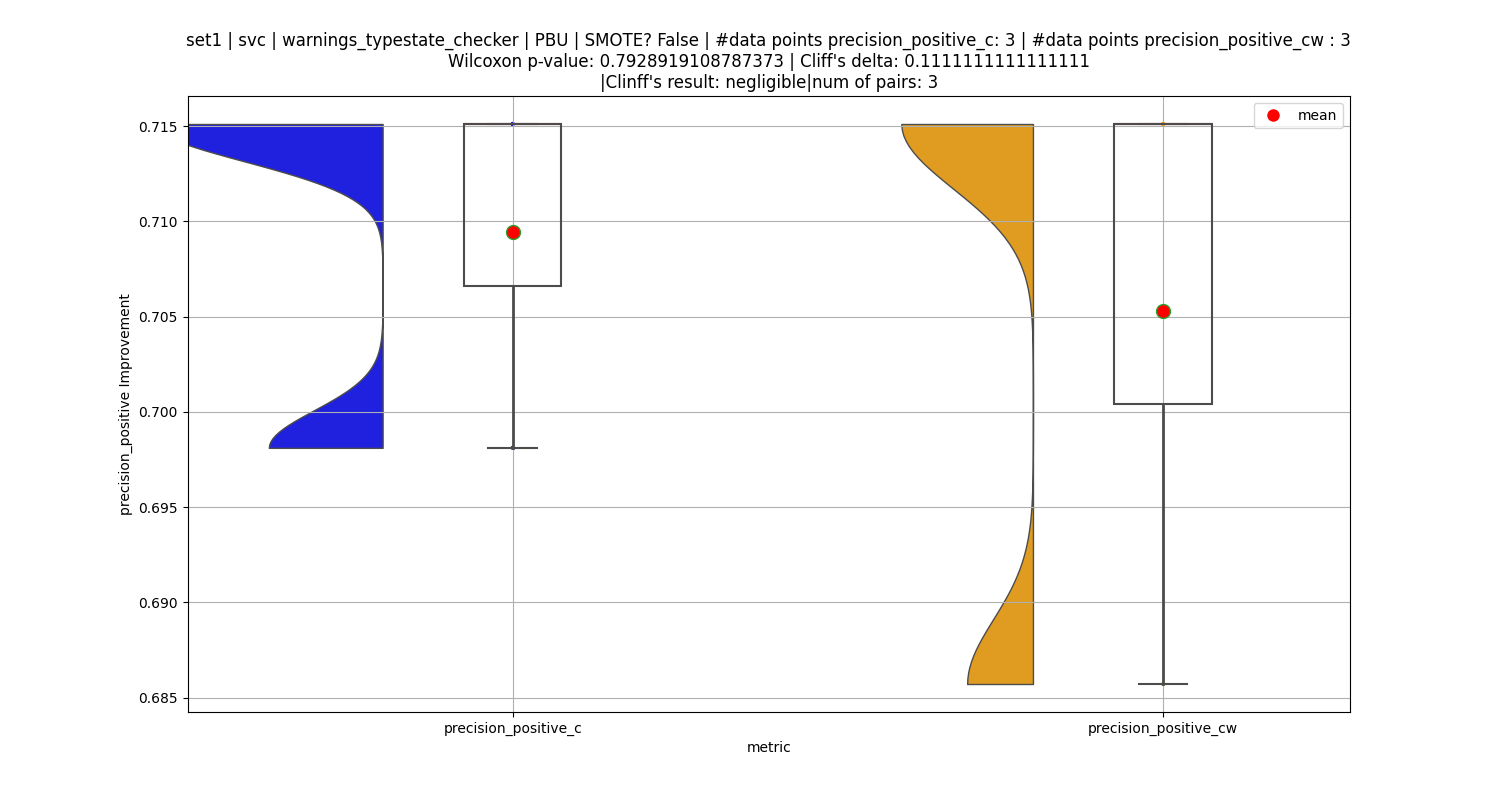 set1 | svc | warnings_typestate_checker | PBU | SMOTE? False | #data points precision_positive_c: 3 | #data points precision_positive_cw : 3
Wilcoxon p-value: 0.7928919108787373 | Cliff's delta: 0.1111111111111111
|Clinff's result: negligible|num of pairs: 3
mean
0.715
0.710
0.705
0.700
0.695
0.690
0.685
precision_positive Improvement
precision_positive_c
precision_positive_cw
metric